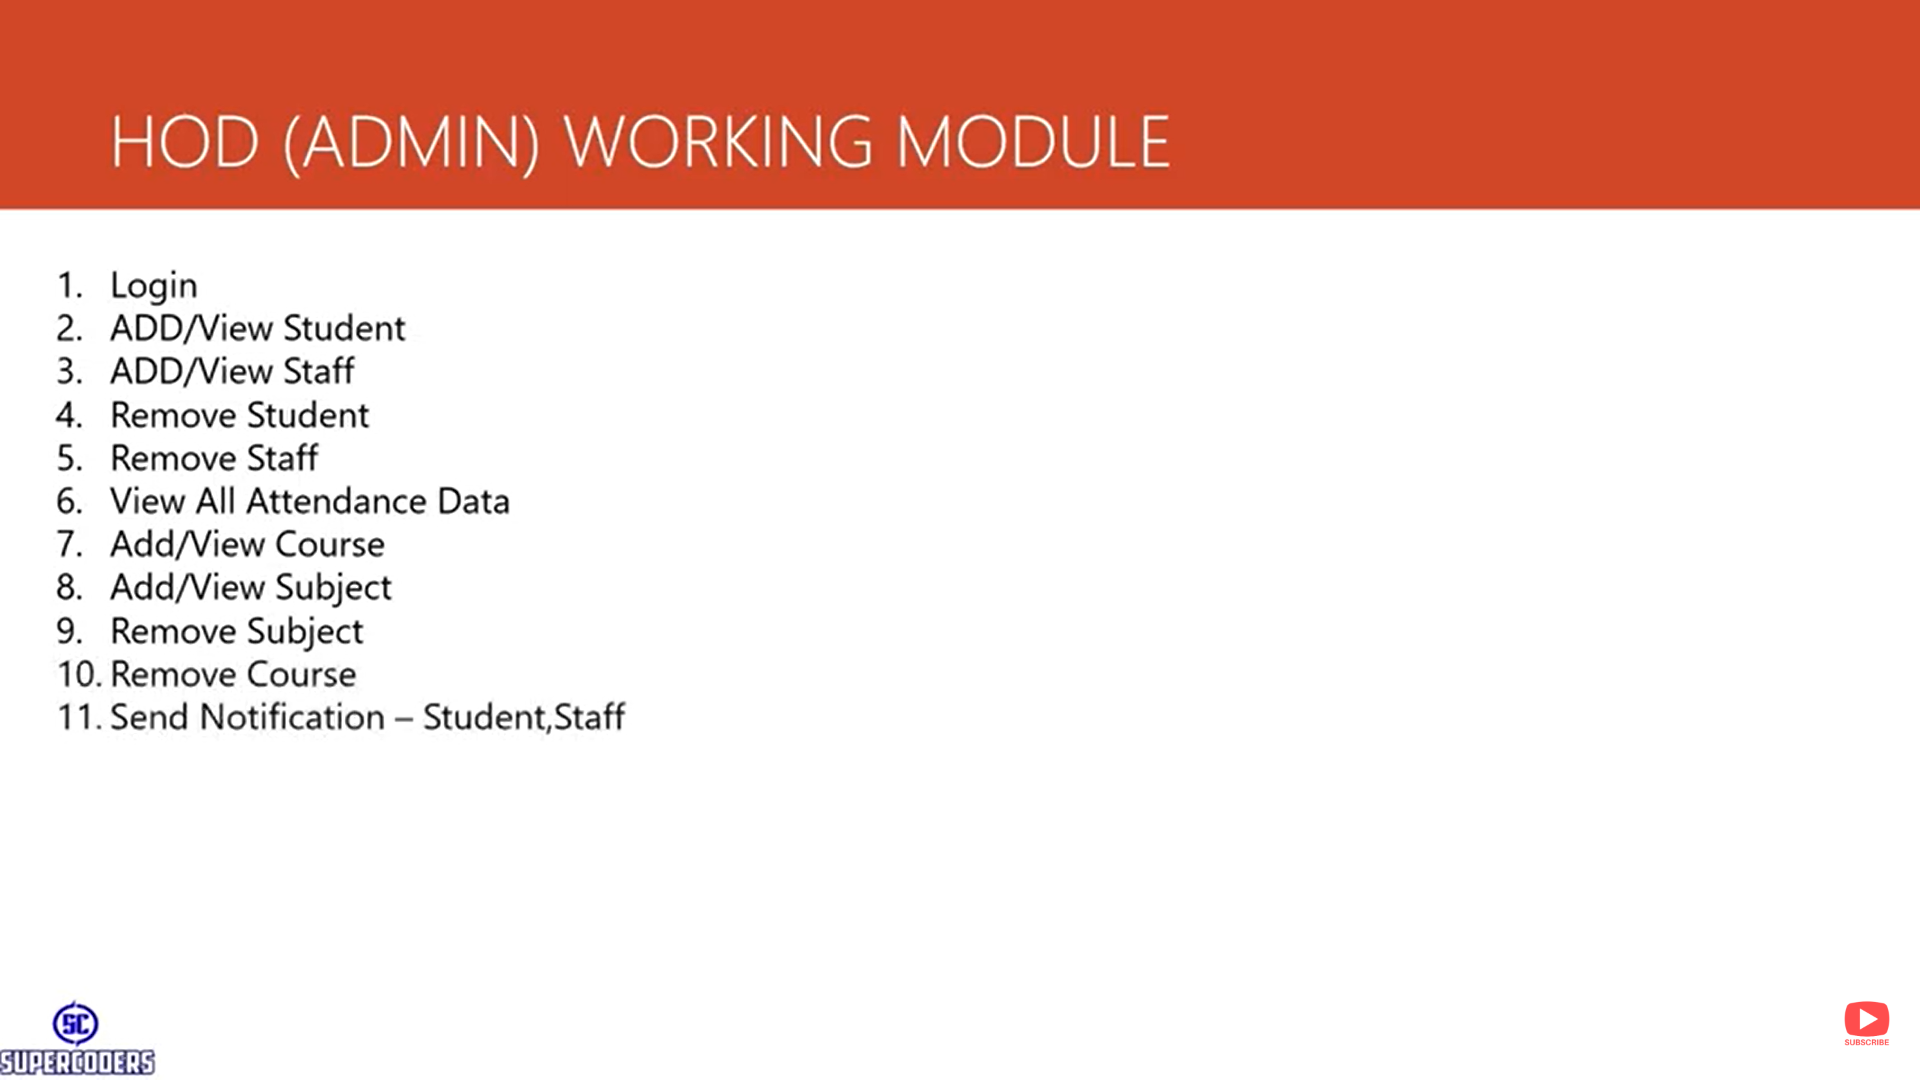 HOD (ADMIN) WORKING MODULE
1. Login
2. ADD/View Student
3. ADD/View Staff
4. Remove Student
5. Remove Staff
6. View All Attendance Data
7. Add/View Course
8. Add/View Subject
9. Remove Subject
10. Remove Course
11. Send Notification – Student,Staff
SC
SUPERCODERS
SUBSCRIBE